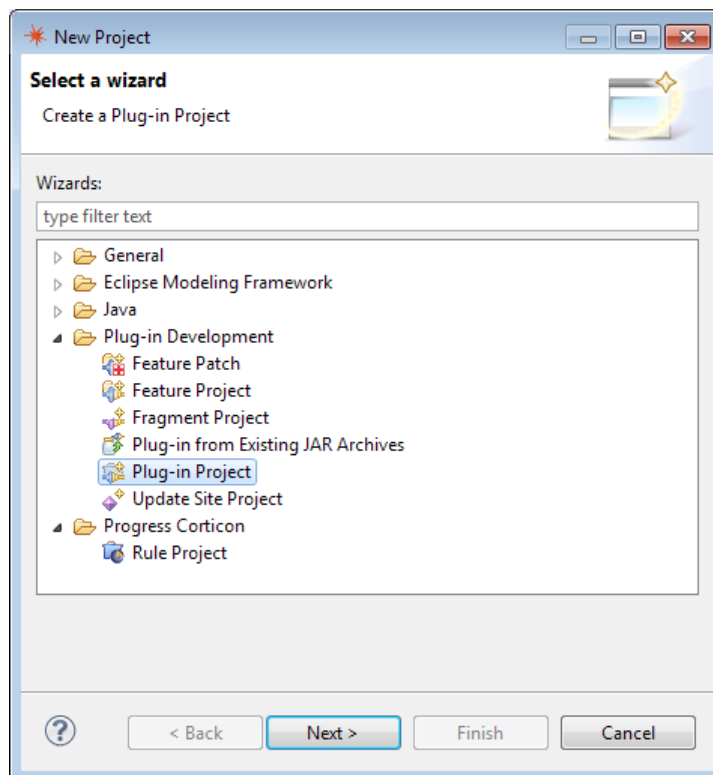 New Project
Select a wizard
Create a Plug-in Project
Wizards:
type filter text
General
Eclipse Modeling Framework
Java
Plug-in Development
Feature Patch
Feature Project
Fragment Project
Plug-in from Existing JAR Archives
Plug-in Project
Update Site Project
Progress Corticon
Rule Project
? < Back Next > Finish Cancel